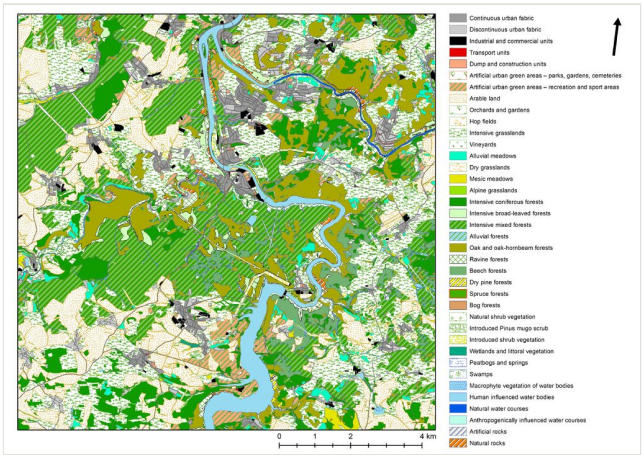 Continuous urban fabric
Discontinuous urban fabric
Industrial and commercial units
Transport units
Dump and construction units
Artificial urban green areas – parks, gardens, cemeteries
Artificial urban green areas – recreation and sport areas
Arable land
Orchards and gardens
Hop fields
Intensive grasslands
Vineyards
Alluvial meadows
Dry grasslands
Mesic meadows
Alpine grasslands
Intensive coniferous forests
Intensive broad-leaved forests
Intensive mixed forests
Alluvial forests
Oak and oak-hornbeam forests
Ravine forests
Beech forests
Dry pine forests
Spruce forests
Bog forests
Natural shrub vegetation
Introduced Pinus mugo scrub
Introduced shrub vegetation
Wetlands and littoral vegetation
Peatbogs and springs
Swamps
Macrophyte vegetation of water bodies
Human influenced water bodies
Natural water courses
Anthropogenically influenced water courses
Artificial rocks
Natural rocks
0 1 2 4 km